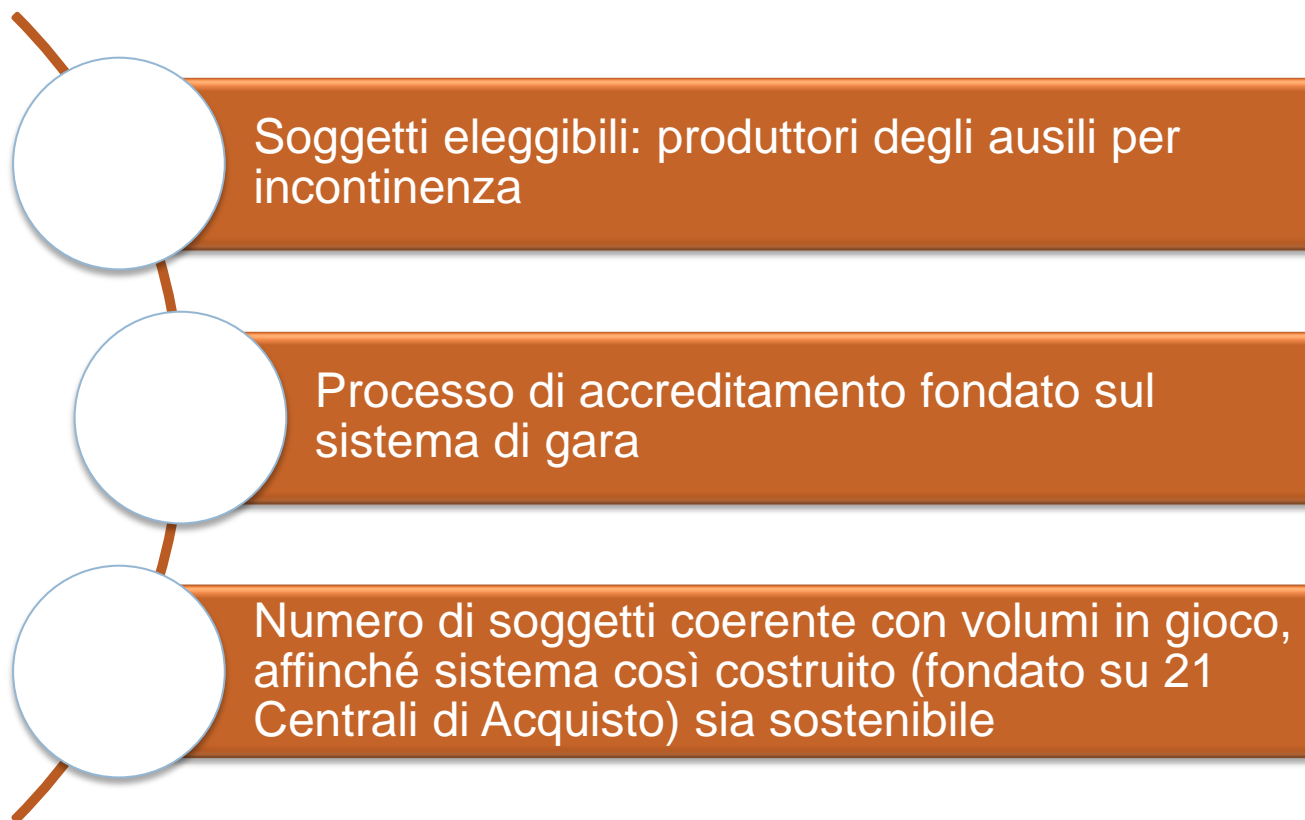 Soggetti eleggibili: produttori degli ausili per
incontinenza
Processo di accreditamento fondato sul
sistema di gara
Numero di soggetti coerente con volumi in gioco,
affinché sistema così costruito (fondato su 21
Centrali di Acquisto) sia sostenibile